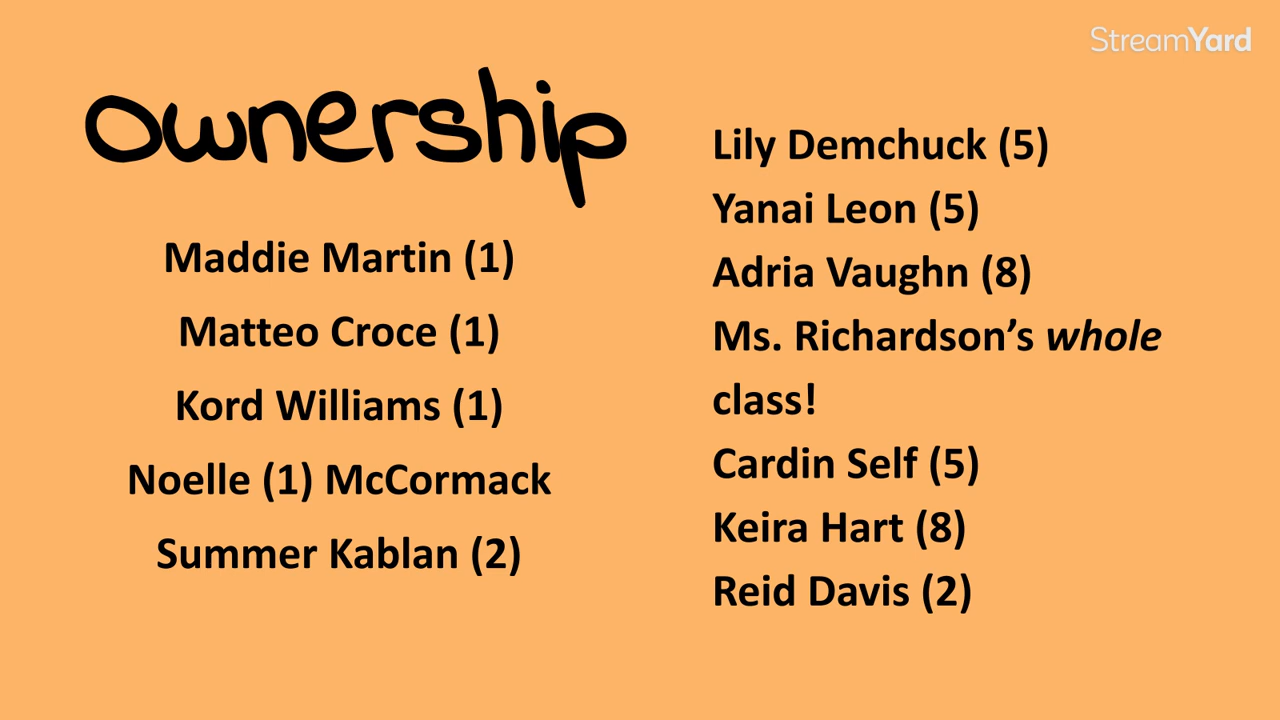 StreamYard
ownership
Maddie Martin (1)
Matteo Croce (1)
Kord Williams (1)
Noelle (1) McCormack
Summer Kablan (2)
Lily Demchuck (5)
Yanai Leon (5)
Adria Vaughn (8)
Ms. Richardson’s whole
class!
Cardin Self (5)
Keira Hart (8)
Reid Davis (2)